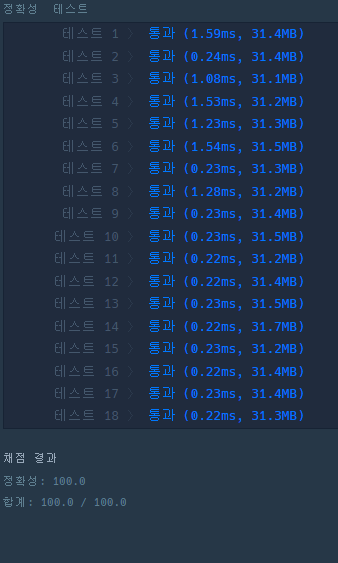 정확성 테스트
테스트 1 〉 통과 (1.59ms, 31.4MB)
테스트 2 〉 통과 (0.24ms, 31.4MB)
테스트 3 〉 통과 (1.08ms, 31.1MB)
테스트 4 〉 통과 (1.53ms, 31.2MB)
테스트 5 〉 통과 (1.23ms, 31.3MB)
테스트 6 〉 통과 (1.54ms, 31.5MB)
테스트 7 〉 통과 (0.23ms, 31.3MB)
테스트 8 〉 통과 (1.28ms, 31.2MB)
테스트 9 〉 통과 (0.23ms, 31.4MB)
테스트 10 〉 통과 (0.23ms, 31.5MB)
테스트 11 〉 통과 (0.22ms, 31.2MB)
테스트 12 〉 통과 (0.22ms, 31.4MB)
테스트 13 〉 통과 (0.23ms, 31.5MB)
테스트 14 〉 통과 (0.22ms, 31.7MB)
테스트 15 〉 통과 (0.23ms, 31.2MB)
테스트 16 〉 통과 (0.22ms, 31.4MB)
테스트 17 〉 통과 (0.23ms, 31.4MB)
테스트 18 〉 통과 (0.22ms, 31.3MB)
채점 결과
정확성: 100.0
합계: 100.0 / 100.0